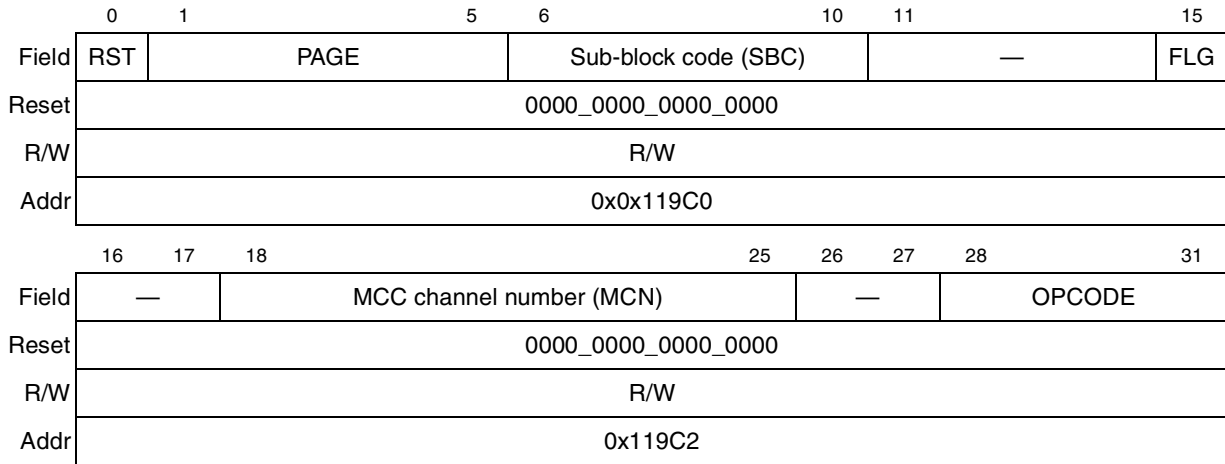 0 1 5 6 10 11 15
Field RST PAGE Sub-block code (SBC) — FLG
Reset 0000_0000_0000_0000
R/W R/W
Addr 0x0x119C0
16 17 18 25 26 27 28 31
Field — MCC channel number (MCN) — OPCODE
Reset 0000_0000_0000_0000
R/W R/W
Addr 0x119C2